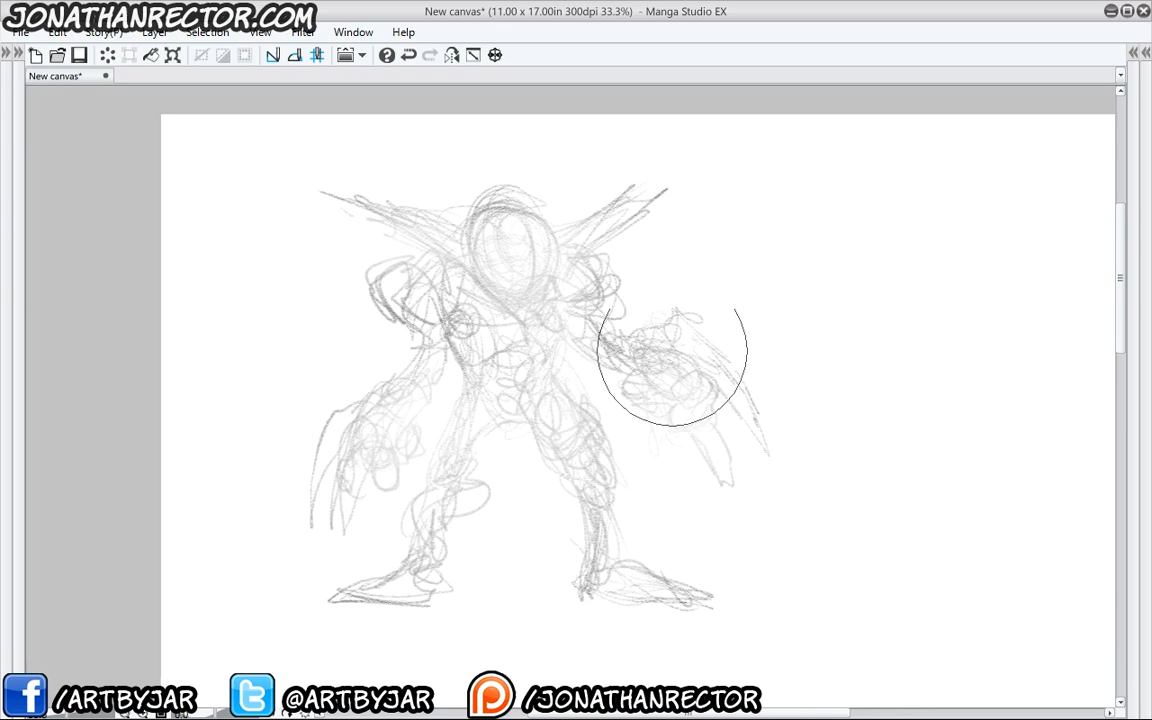 JONATHANRECTOR.COM
New canvas* (11.00 x 17.00in 300dpi 33.3%) - Manga Studio EX
File Edit Story(P) Layer Selection View Filter Window Help
New canvas*
/ARTBYJAR @ARTBYJAR /JONATHANRECTOR